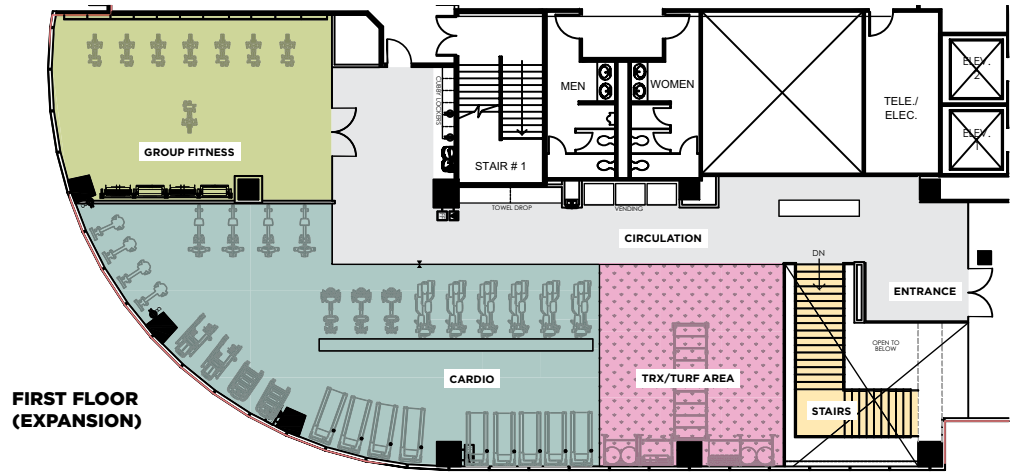 ELEV.
2
CUBBY LOCKERS
MEN
WOMEN
TELE./
ELEC.
ELEV.
1
GROUP FITNESS
STAIR # 1
TOWEL DROP
VENDING
CIRCULATION
DN
ENTRANCE
OPEN TO
BELOW
CARDIO
TRX/TURF AREA
FIRST FLOOR
(EXPANSION)
STAIRS